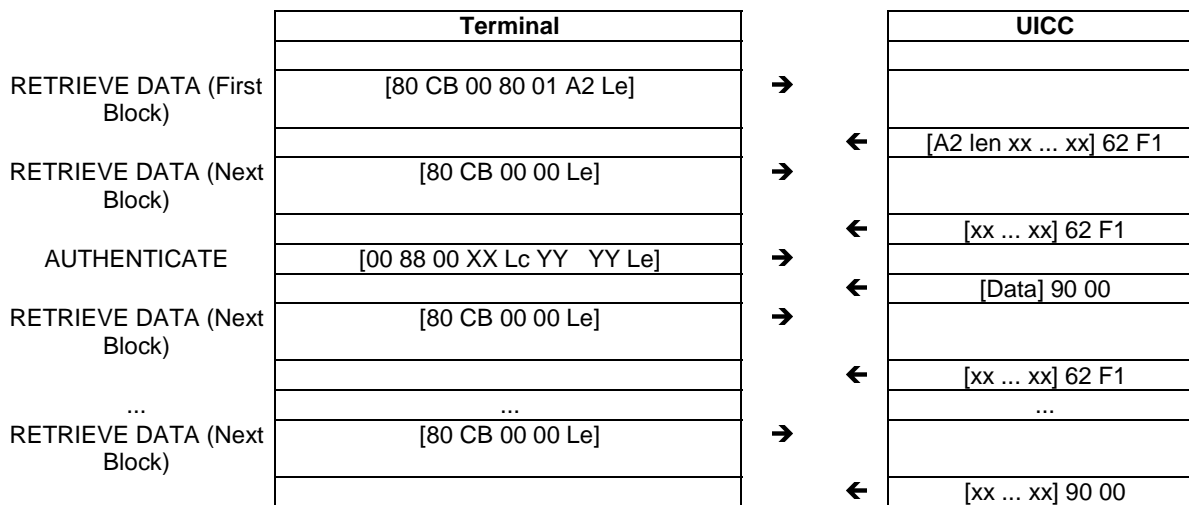 Terminal UICC
RETRIEVE DATA (First [80 CB 00 80 01 A2 Le] ➔
Block)
🡨 [A2 len xx ... xx] 62 F1
RETRIEVE DATA (Next [80 CB 00 00 Le] ➔
Block)
🡨 [xx ... xx] 62 F1
AUTHENTICATE [00 88 00 XX Lc YY YY Le] ➔
🡨 [Data] 90 00
RETRIEVE DATA (Next [80 CB 00 00 Le] ➔
Block)
🡨 [xx ... xx] 62 F1
... ... ...
RETRIEVE DATA (Next [80 CB 00 00 Le] ➔
Block)
🡨 [xx ... xx] 90 00